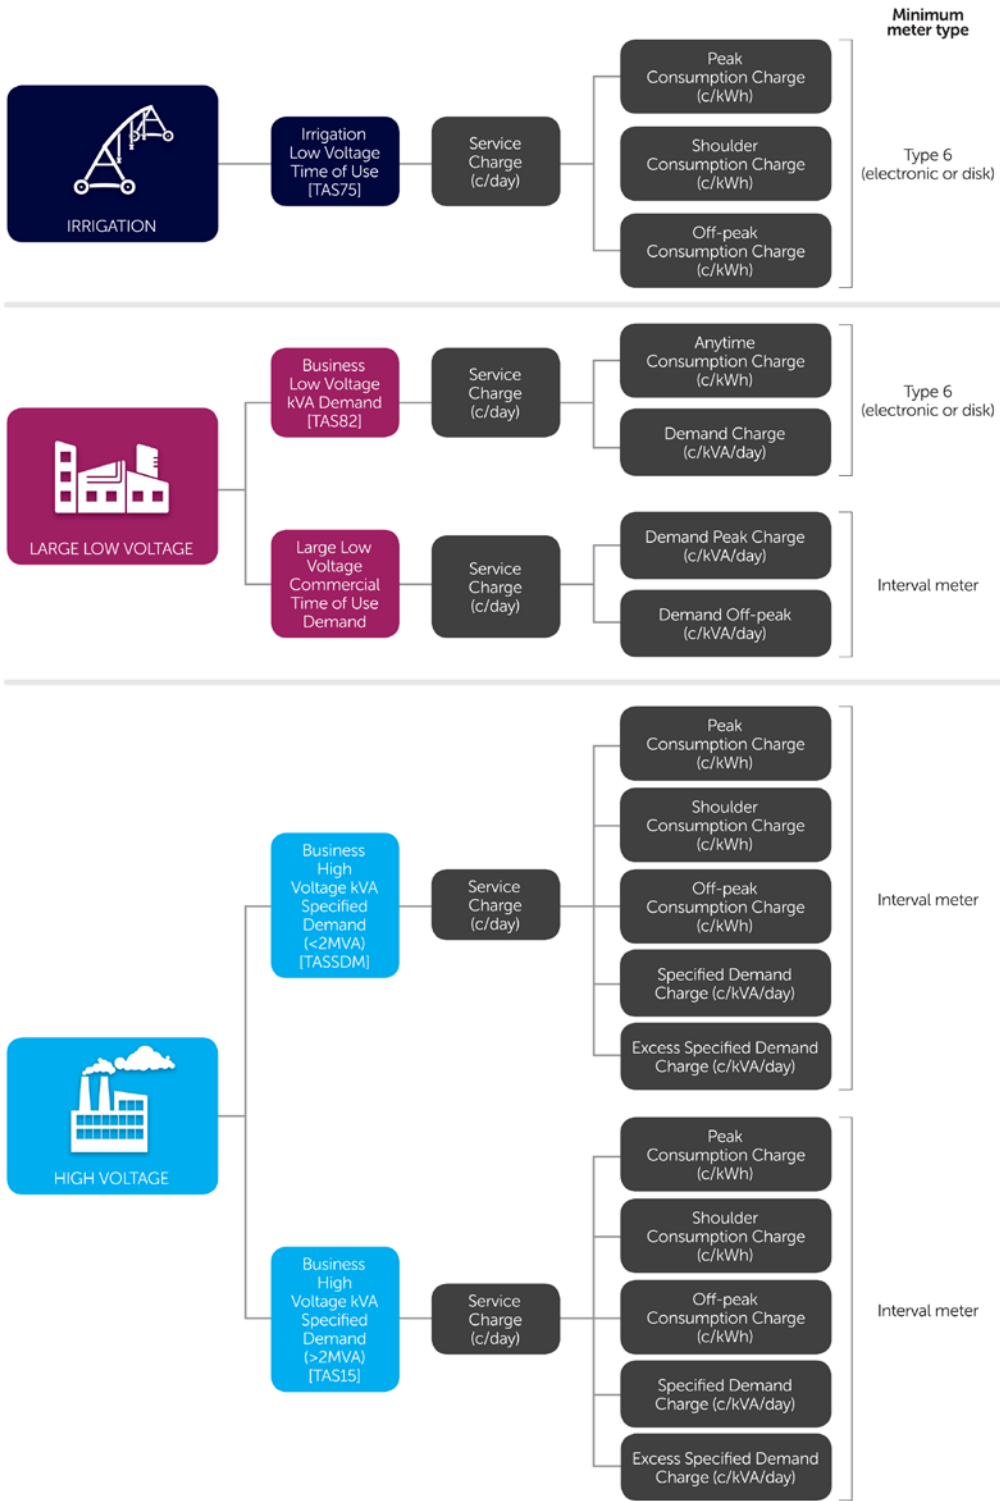 Minimum
meter type
IRRIGATION
Irrigation
Low Voltage
Time of Use
[TAS75]
Service
Charge
(c/day)
Peak
Consumption Charge
(c/kWh)
Shoulder
Consumption Charge
(c/kWh)
Off-peak
Consumption Charge
(c/kWh)
Type 6
(electronic or disk)
LARGE LOW VOLTAGE
Business
Low Voltage
kVA Demand
[TAS82]
Service
Charge
(c/day)
Anytime
Consumption Charge
(c/kWh)
Demand Charge
(c/kVA/day)
Type 6
(electronic or disk)
Large Low
Voltage
Commercial
Time of Use
Demand
Service
Charge
(c/day)
Demand Peak Charge
(c/kVA/day)
Demand Off-peak
(c/kVA/day)
Interval meter
HIGH VOLTAGE
Business
High
Voltage kVA
Specified
Demand
(<2MVA)
[TASSDM]
Service
Charge
(c/day)
Peak
Consumption Charge
(c/kWh)
Shoulder
Consumption Charge
(c/kWh)
Off-peak
Consumption Charge
(c/kWh)
Specified Demand
Charge (c/kVA/day)
Excess Specified Demand
Charge (c/kVA/day)
Interval meter
Business
High
Voltage kVA
Specified
Demand
(>2MVA)
[TAS15]
Service
Charge
(c/day)
Peak
Consumption Charge
(c/kWh)
Shoulder
Consumption Charge
(c/kWh)
Off-peak
Consumption Charge
(c/kWh)
Specified Demand
Charge (c/kVA/day)
Excess Specified Demand
Charge (c/kVA/day)
Interval meter